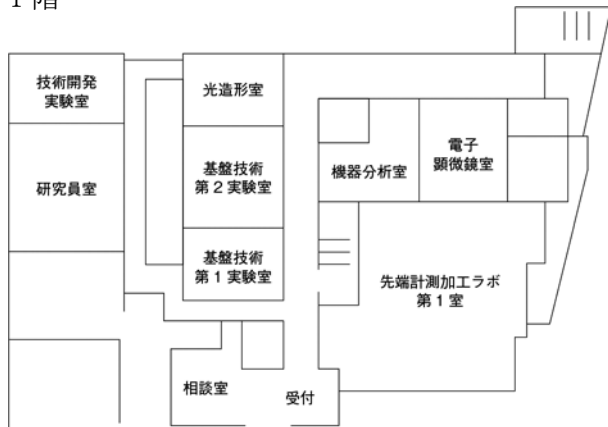 1 階
技術開発
実験室
光造形室
研究員室
基盤技術
第2実験室
機器分析室
電子
顕微鏡室
基盤技術
第1実験室
先端計測加工ラボ
第1室
相談室
受付